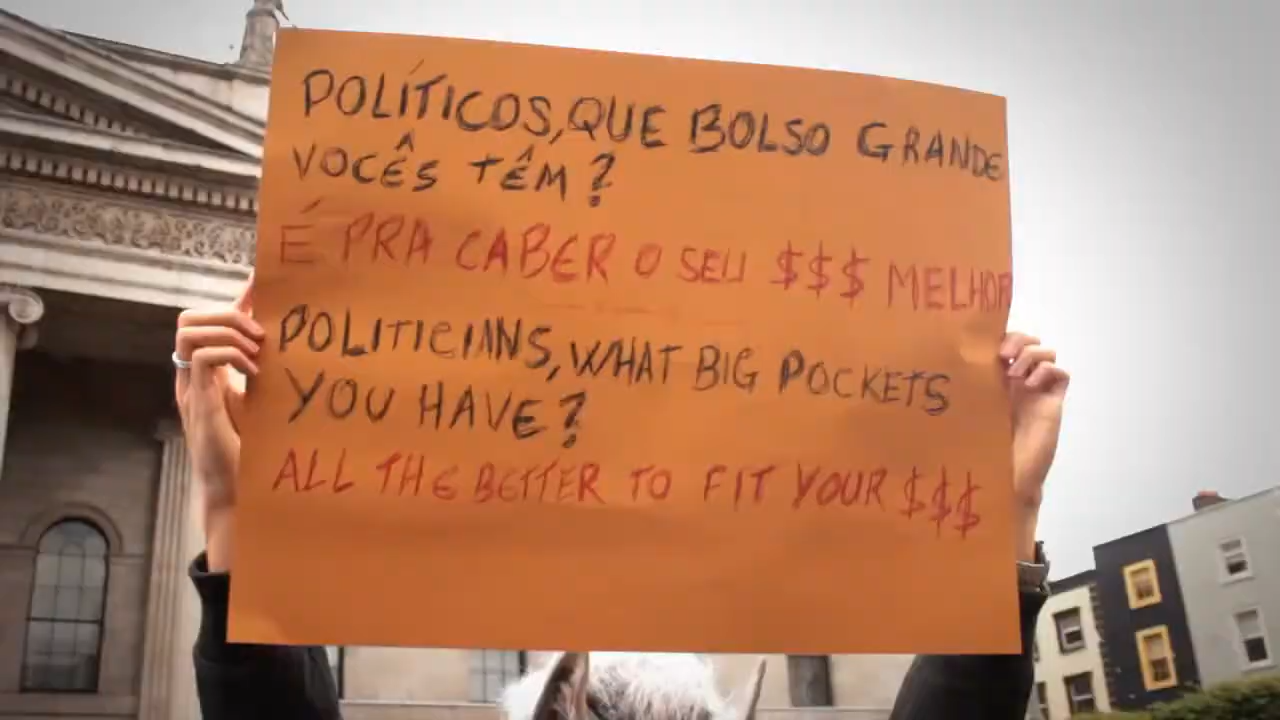 POLÍTICOS, QUE BOLSO GRANDE
VOCÊS TÊM?
É PRA CABER O SEU $$$ MELHOR
POLITICIANS, WHAT BIG POCKETS
YOU HAVE?
ALL THE BETTER TO FIT YOUR $$$